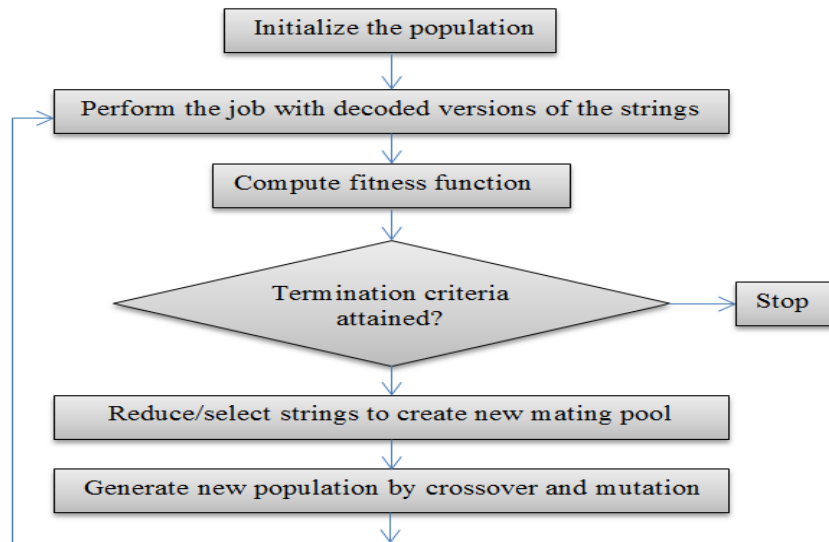 Initialize the population
Perform the job with decoded versions of the strings
Compute fitness function
Termination criteria
attained?
Stop
Reduce/select strings to create new mating pool
Generate new population by crossover and mutation